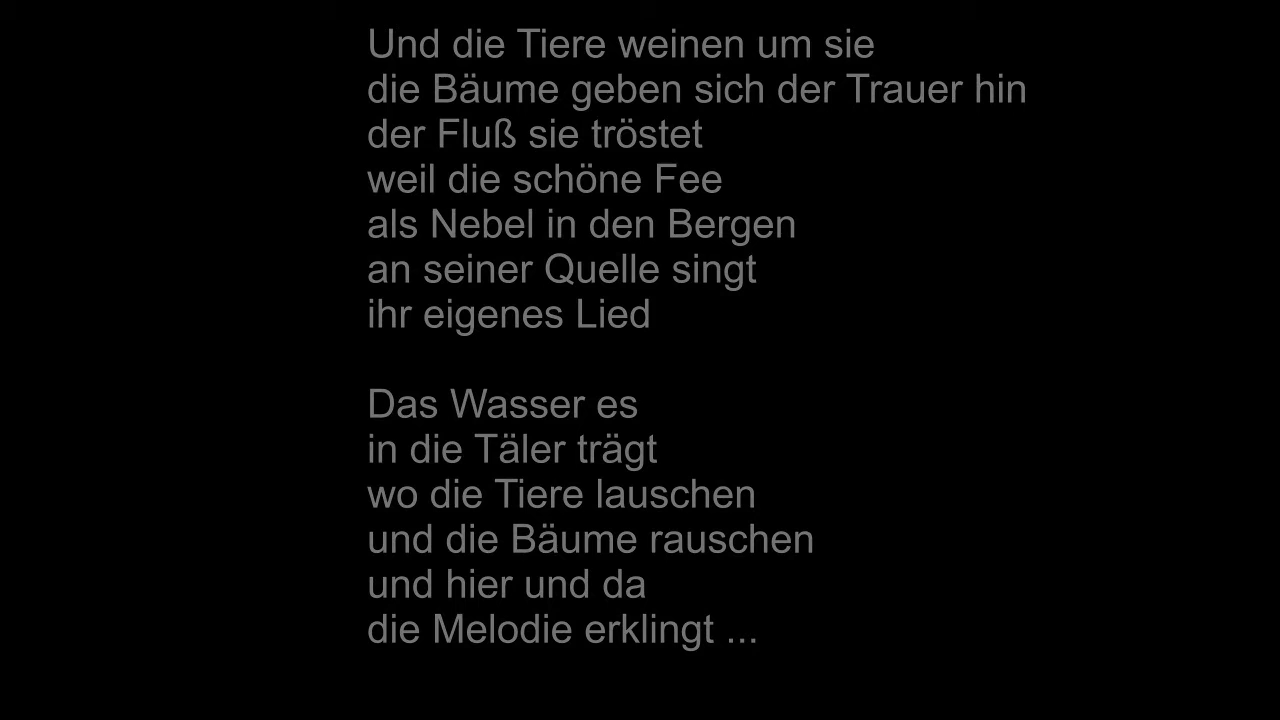 Und die Tiere weinen um sie
die Bäume geben sich der Trauer hin
der Fluß sie tröstet
weil die schöne Fee
als Nebel in den Bergen
an seiner Quelle singt
ihr eigenes Lied
Das Wasser es
in die Täler trägt
wo die Tiere lauschen
und die Bäume rauschen
und hier und da
die Melodie erklingt ...